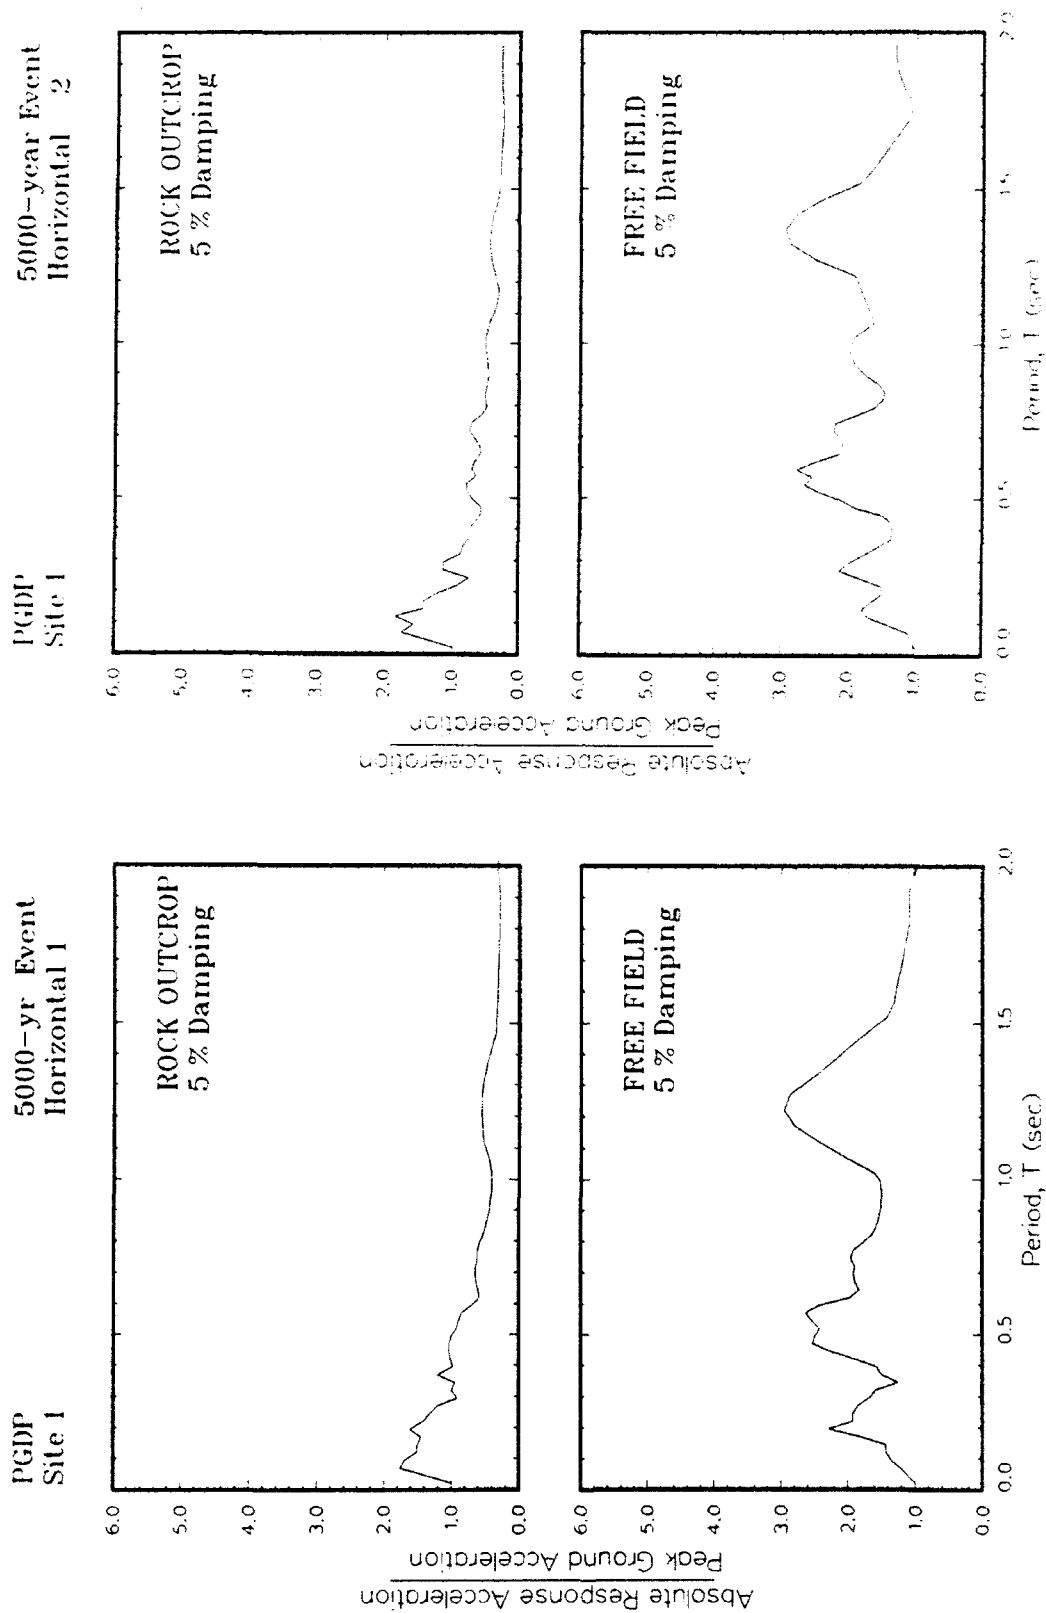 PGDP
Site 1
5000-yr Event
Horizontal 1
ROCK OUTCROP
5 % Damping
6.0
5.0
4.0
3.0
2.0
1.0
0.0
FREE FIELD
5 % Damping
6.0
5.0
4.0
3.0
2.0
1.0
0.0
Absolute Response Acceleration
Peak Ground Acceleration
0.0
0.5
1.0
1.5
2.0
Period, T (sec)
PGDP
Site 1
5000-year Event
Horizontal 2
ROCK OUTCROP
5 % Damping
6.0
5.0
4.0
3.0
2.0
1.0
0.0
FREE FIELD
5 % Damping
6.0
5.0
4.0
3.0
2.0
1.0
0.0
Absolute Response Acceleration
Peak Ground Acceleration
0.0
0.5
1.0
1.5
2.0
Period, T (sec)